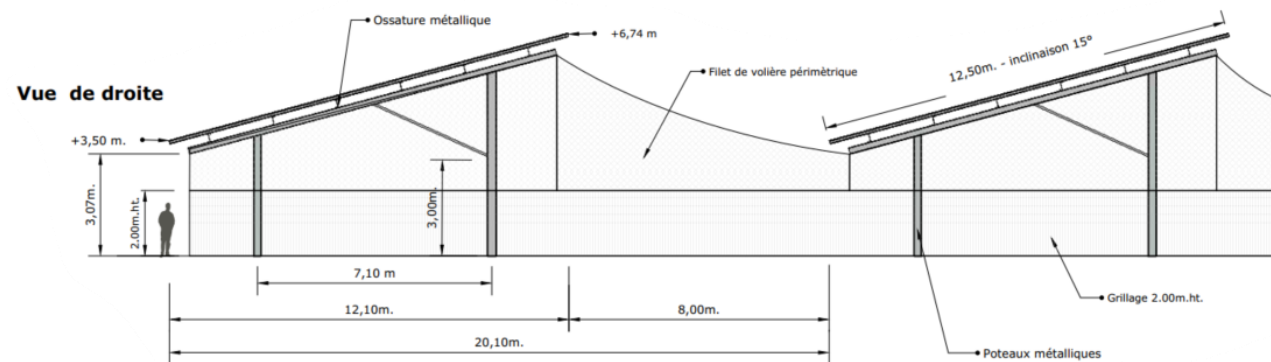 Ossature métallique
+6,74 m
12,50m. - inclinaison 15°
Filet de volière périmètrique
Vue de droite
+3,50 m.
3,07m.
2.00m.ht.
3,00m.
7,10 m
Grillage 2.00m.ht.
12,10m.
8,00m.
20,10m.
Poteaux métalliques